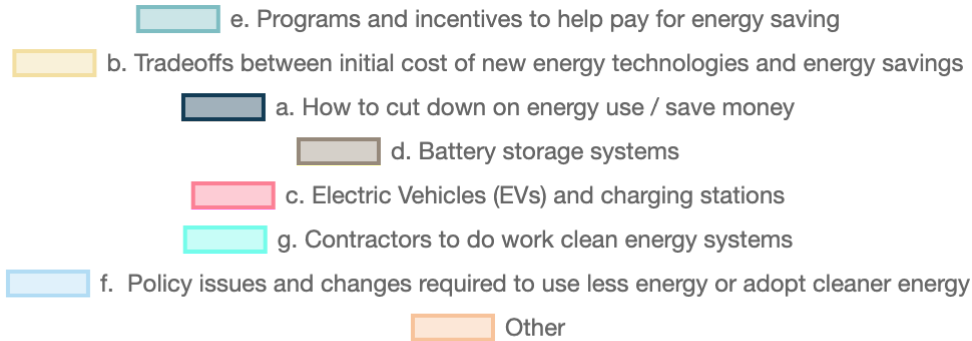 e. Programs and incentives to help pay for energy saving
b. Tradeoffs between initial cost of new energy technologies and energy savings
a. How to cut down on energy use / save money
d. Battery storage systems
c. Electric Vehicles (EVs) and charging stations
g. Contractors to do work clean energy systems
f.  Policy issues and changes required to use less energy or adopt cleaner energy
Other